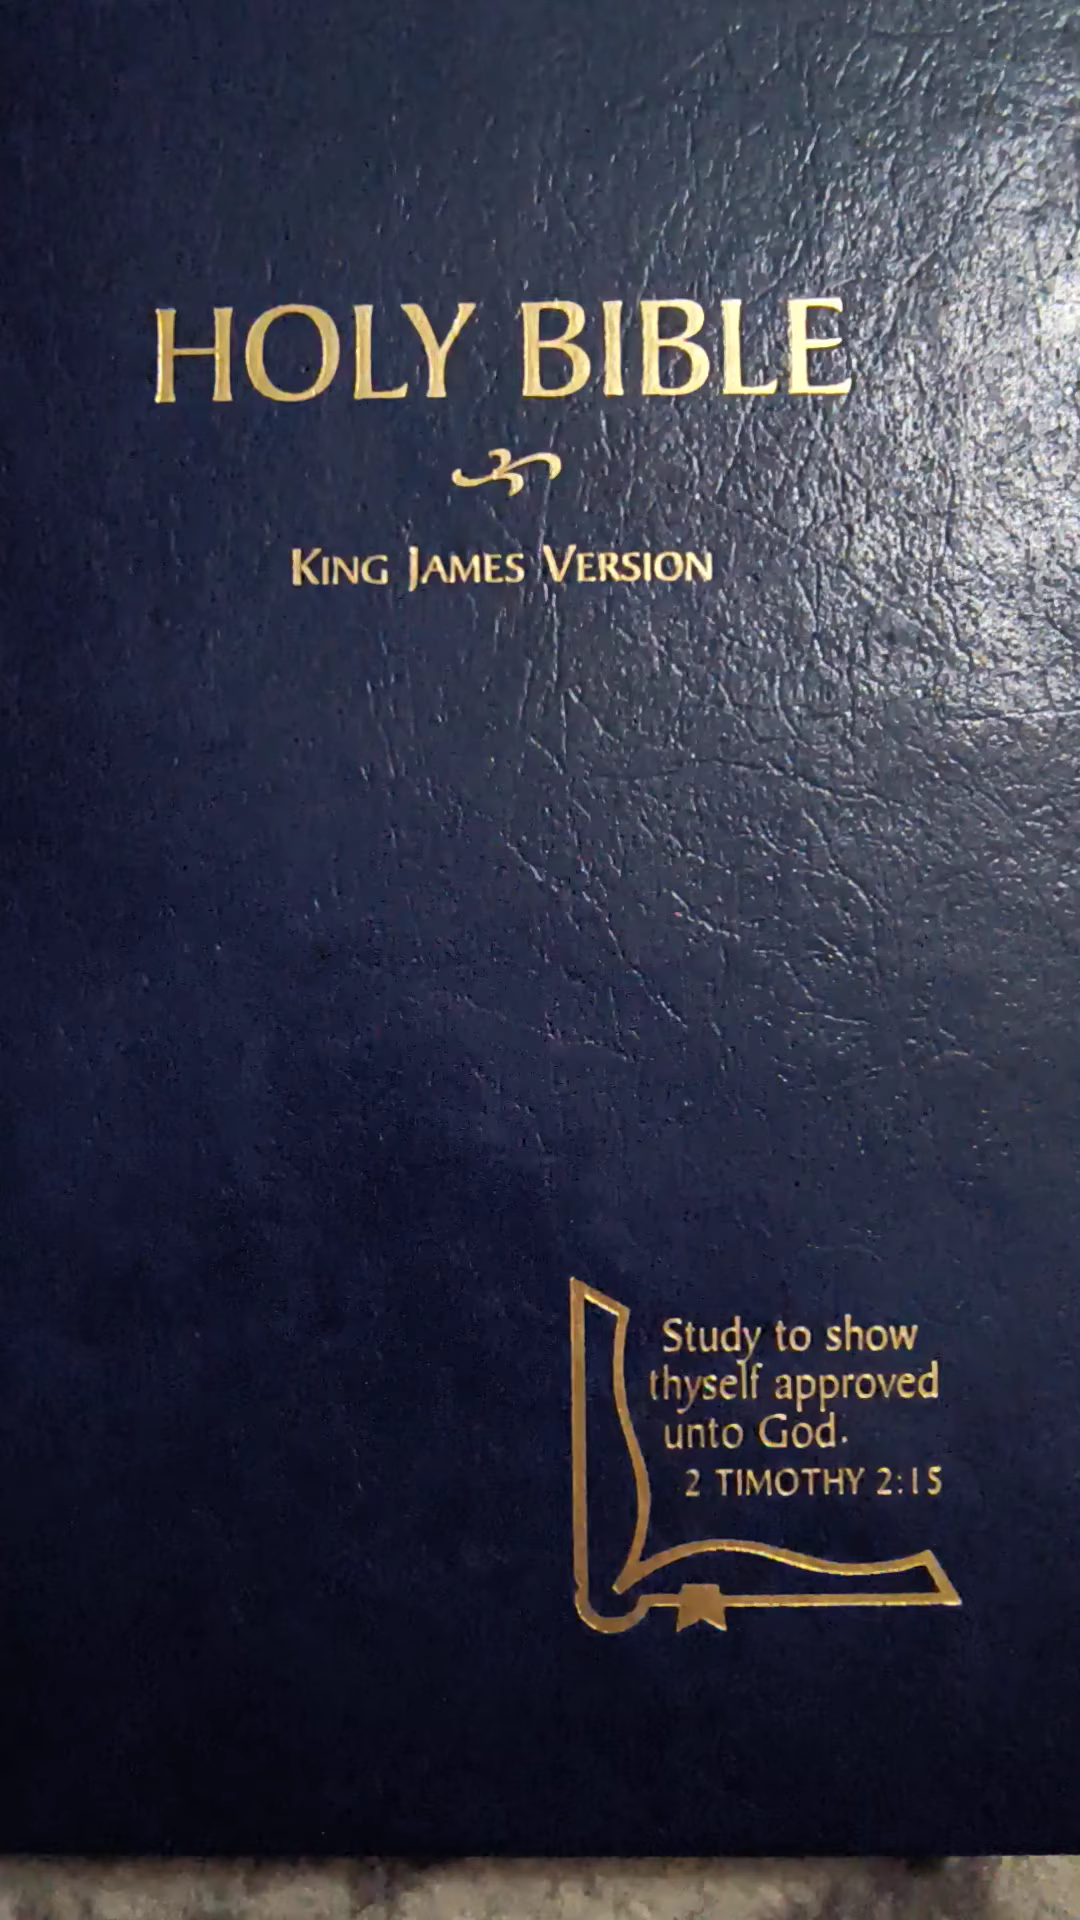 HOLY BIBLE
KING JAMES VERSION
Study to show
thyself approved
unto God.
2 TIMOTHY 2:15